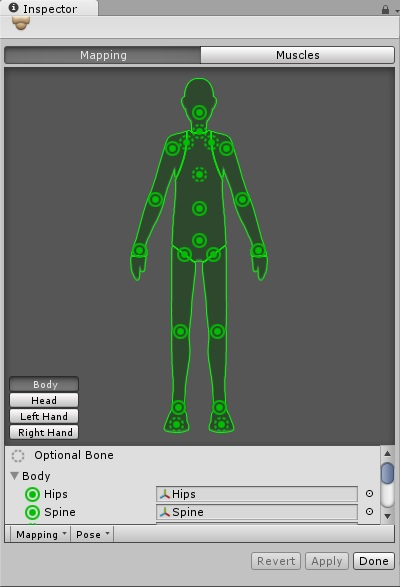 Inspector
Mapping Muscles
Body
Head
Left Hand
Right Hand
Optional Bone
Body
Hips Hips
Spine Spine
Mapping Pose
Revert Apply Done